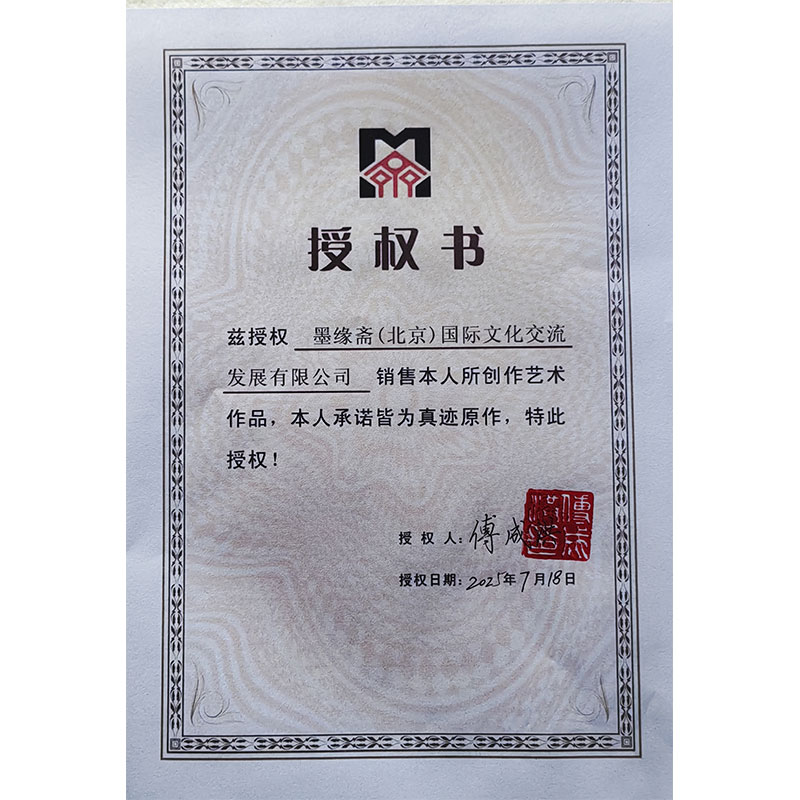 授权书
兹授权 墨缘斋(北京)国际文化交流
发展有限公司 销售本人所创作艺术
作品，本人承诺皆为真迹原作，特此
授权！
授 权 人：傅成
授权日期：2025年7月18日